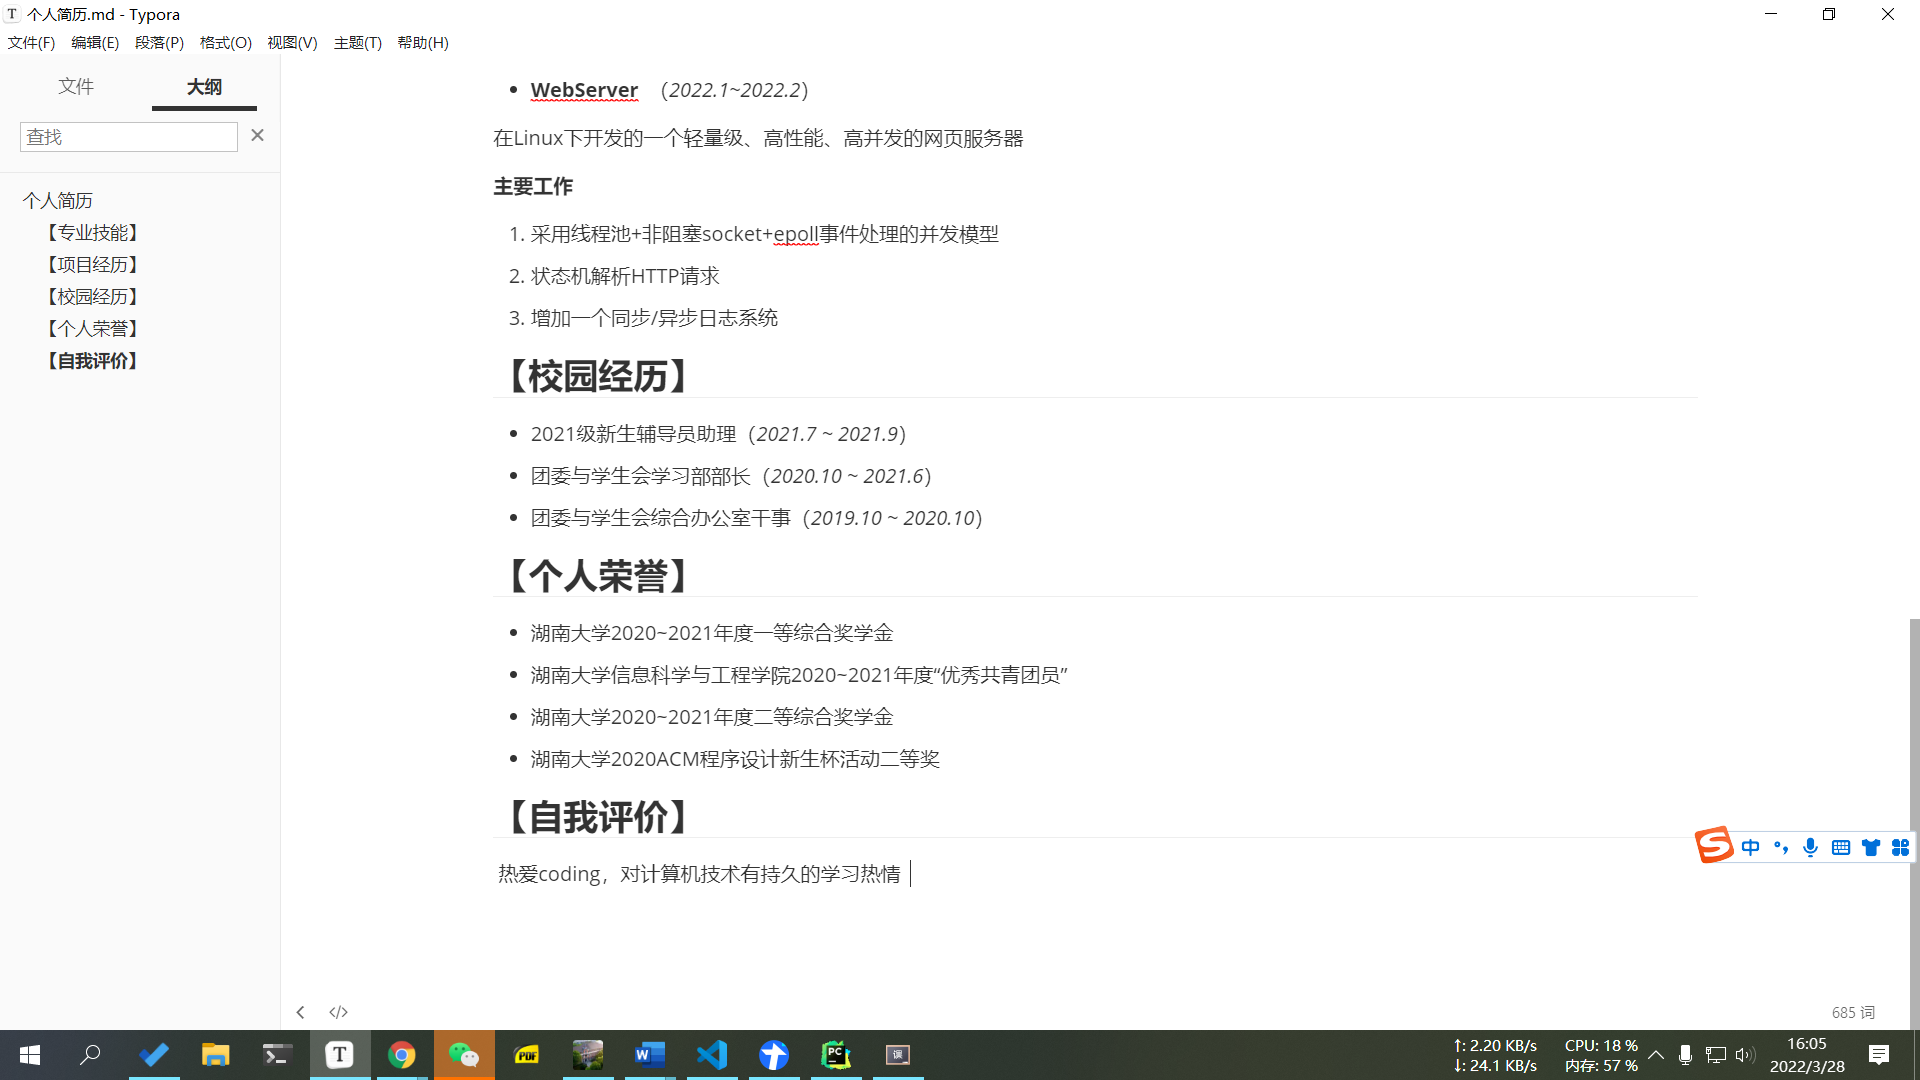 个人简历.md - Typora
文件(F) 编辑(E) 段落(P) 格式(O) 视图(V) 主题(T) 帮助(H)
文件 大纲
查找
个人简历
【专业技能】
【项目经历】
【校园经历】
【个人荣誉】
【自我评价】
WebServer （2022.1~2022.2）
在Linux下开发的一个轻量级、高性能、高并发的网页服务器
主要工作
1. 采用线程池+非阻塞socket+epoll事件处理的并发模型
2. 状态机解析HTTP请求
3. 增加一个同步/异步日志系统
【校园经历】
2021级新生辅导员助理（2021.7 ~ 2021.9）
团委与学生会学习部部长（2020.10 ~ 2021.6）
团委与学生会综合办公室干事（2019.10 ~ 2020.10）
【个人荣誉】
湖南大学2020~2021年度一等综合奖学金
湖南大学信息科学与工程学院2020~2021年度“优秀共青团员”
湖南大学2020~2021年度二等综合奖学金
湖南大学2020ACM程序设计新生杯活动二等奖
【自我评价】
热爱coding，对计算机技术有持久的学习热情
中
685 词
↑: 2.20 KB/s
↓: 24.1 KB/s
CPU: 18 %
内存: 57 %
16:05
2022/3/28